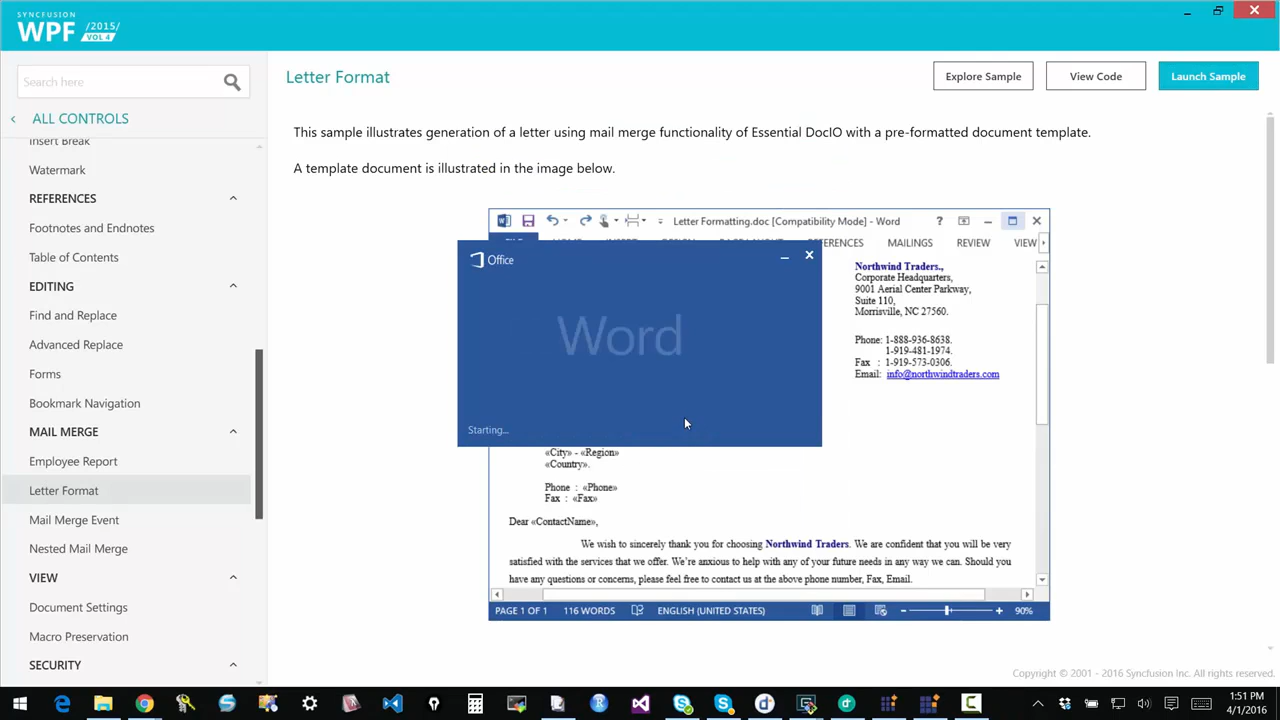 SYNCFUSION
WPF /2015/
VOL 4
Search here
ALL CONTROLS
Insert Break
Watermark
REFERENCES
Footnotes and Endnotes
Table of Contents
EDITING
Find and Replace
Advanced Replace
Forms
Bookmark Navigation
MAIL MERGE
Employee Report
Letter Format
Mail Merge Event
Nested Mail Merge
VIEW
Document Settings
Macro Preservation
SECURITY
Letter Format
Explore Sample
View Code
Launch Sample
This sample illustrates generation of a letter using mail merge functionality of Essential DocIO with a pre-formatted document template.
A template document is illustrated in the image below.
Letter Formatting.doc [Compatibility Mode] - Word
MAILINGS REVIEW VIEW
Office
Word
Starting...
Northwind Traders.,
Corporate Headquarters,
9001 Aerial Center Parkway,
Suite 110,
Morrisville, NC 27560.
Phone: 1-888-936-8638.
1-919-481-1974.
Fax : 1-919-573-0306.
Email: info@northwindtraders.com
«City» - «Region»
«Country».
Phone : «Phone»
Fax : «Fax»
Dear «ContactName»,
We wish to sincerely thank you for choosing Northwind Traders. We are confident that you will be very
satisfied with the services that we offer. We're anxious to help with any of your future needs in any way we can. Should you
have any questions or concerns, please feel free to contact us at the above phone number, Fax, Email.
PAGE 1 OF 1 116 WORDS ENGLISH (UNITED STATES) 90%
Copyright © 2001 - 2016 Syncfusion Inc. All rights reserved.
1:51 PM
4/1/2016